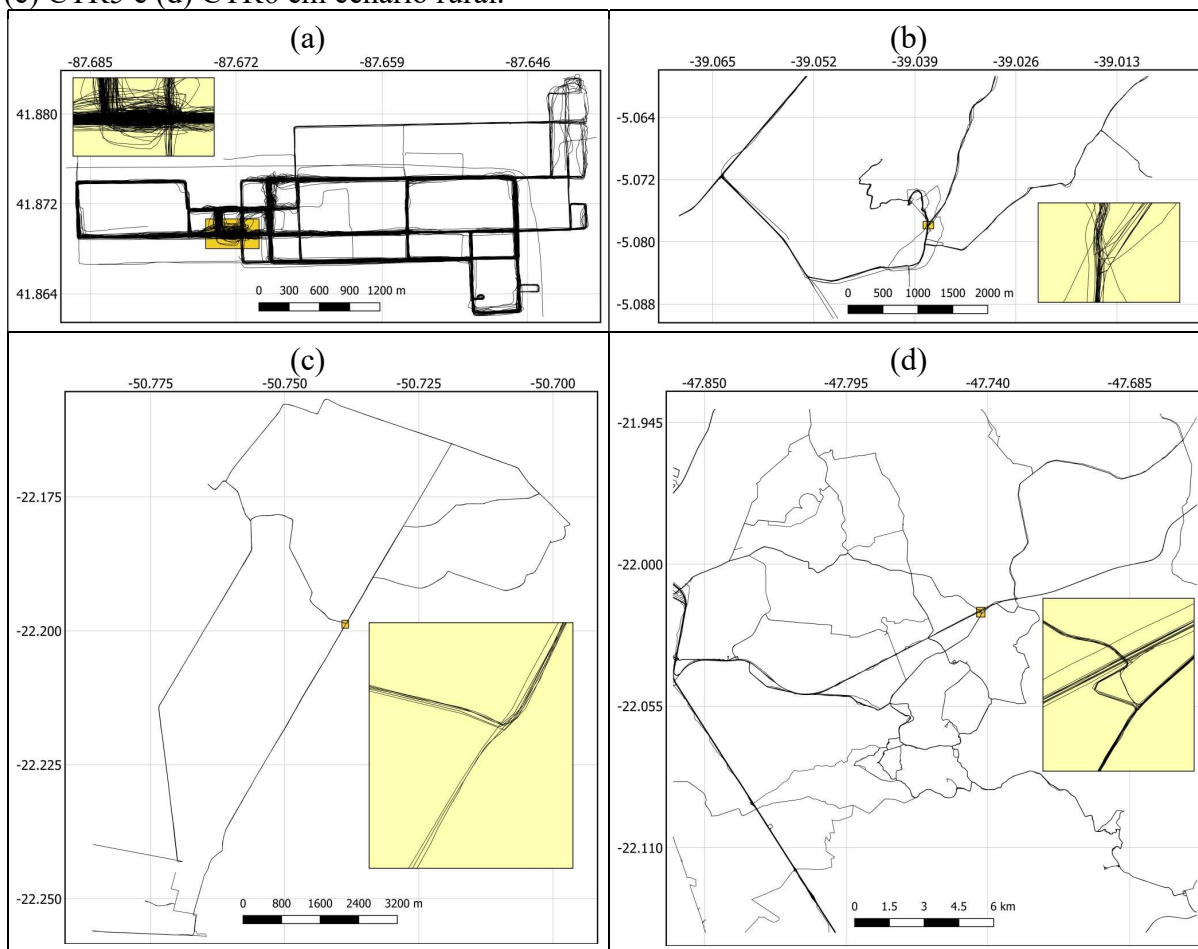 (c) CTR5 e (d) CTR6 em cenário rural.
(a)
-87.685 -87.672 -87.659 -87.646
41.880
41.872
41.864
0 300 600 900 1200 m
(b)
-39.065 -39.052 -39.039 -39.026 -39.013
-5.064
-5.072
-5.080
-5.088
0 500 1000 1500 2000 m
(c)
-50.775 -50.750 -50.725 -50.700
-22.175
-22.200
-22.225
-22.250
0 800 1600 2400 3200 m
(d)
-47.850 -47.795 -47.740 -47.685
-21.945
-22.000
-22.055
-22.110
0 1.5 3 4.5 6 km